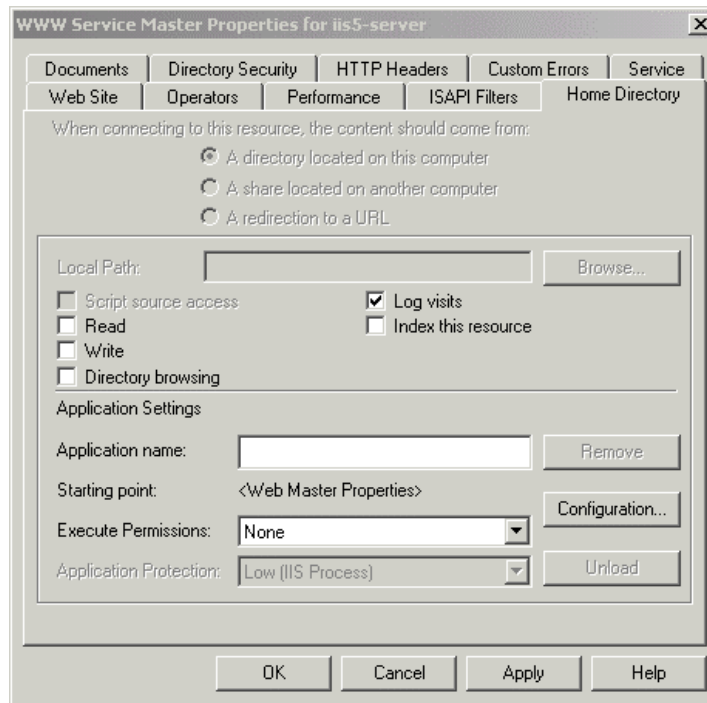 WWW Service Master Properties for iis5-server
Documents Directory Security HTTP Headers Custom Errors Service
Web Site Operators Performance ISAPI Filters Home Directory
When connecting to this resource, the content should come from:
A directory located on this computer
A share located on another computer
A redirection to a URL
Local Path: Browse...
Script source access Log visits
Read Index this resource
Write
Directory browsing
Application Settings
Application name: Remove
Starting point: <Web Master Properties>
Configuration...
Execute Permissions: None
Application Protection: Low (IIS Process) Unload
OK Cancel Apply Help